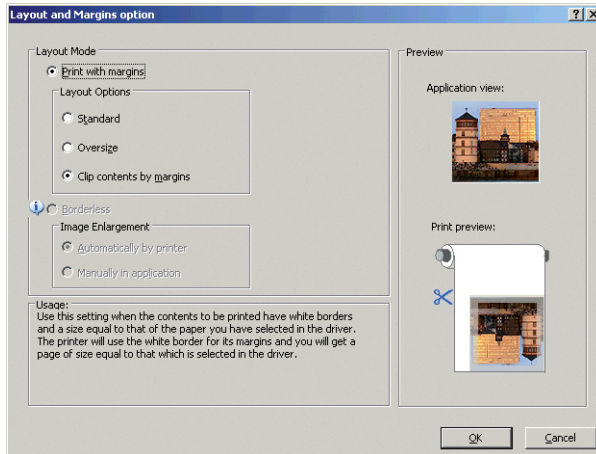 Layout and Margins option
Layout Mode
Print with margins
Layout Options
Standard
Oversize
Clip contents by margins
Borderless
Image Enlargement
Automatically by printer
Manually in application
Usage:
Use this setting when the contents to be printed have white borders
and a size equal to that of the paper you have selected in the driver.
The printer will use the white border for its margins and you will get a
page of size equal to that which is selected in the driver.
Preview
Application view:
Print preview:
OK
Cancel